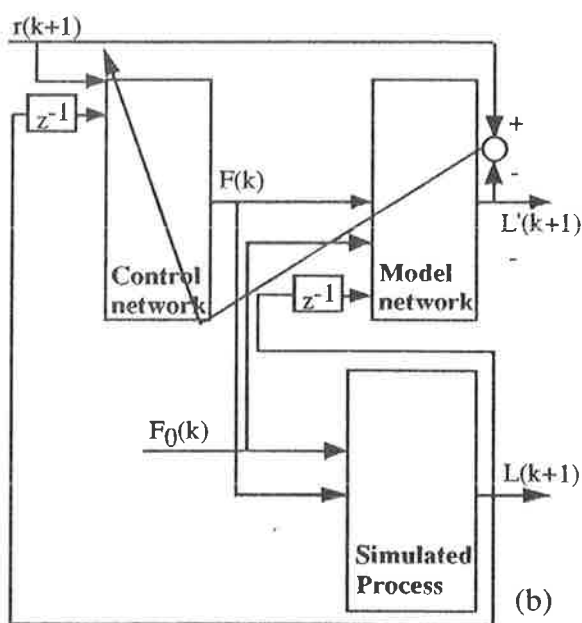 r(k+1)
z-1
+
F(k)
-
L'(k+1)
Control
network
Model
network
-
z-1
F0(k)
L(k+1)
Simulated
Process
(b)